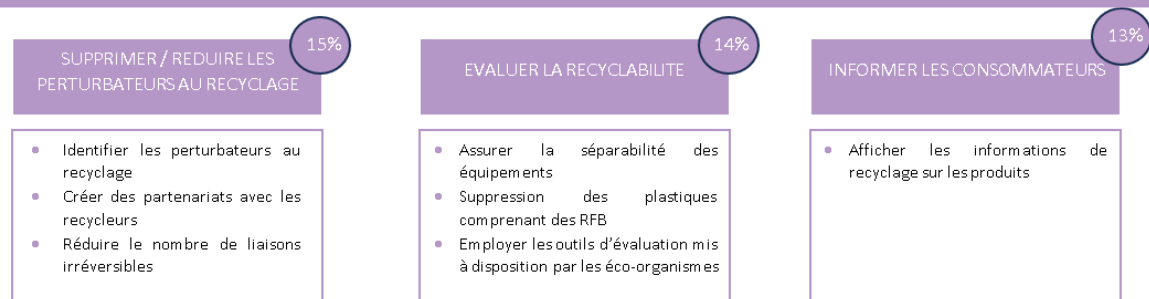 SUPPRIMER / REDUIRE LES
PERTURBATEURS AU RECYCLAGE
15%
Identifier les perturbateurs au
recyclage
Créer des partenariats avec les
recycleurs
Réduire le nombre de liaisons
irréversibles
EVALUER LA RECYCLABILITE
14%
Assurer la séparabilité des
équipements
Suppression des plastiques
comprenant des RFB
Employer les outils d'évaluation mis
à disposition par les éco-organismes
INFORMER LES CONSOMMATEURS
13%
Afficher les informations de
recyclage sur les produits